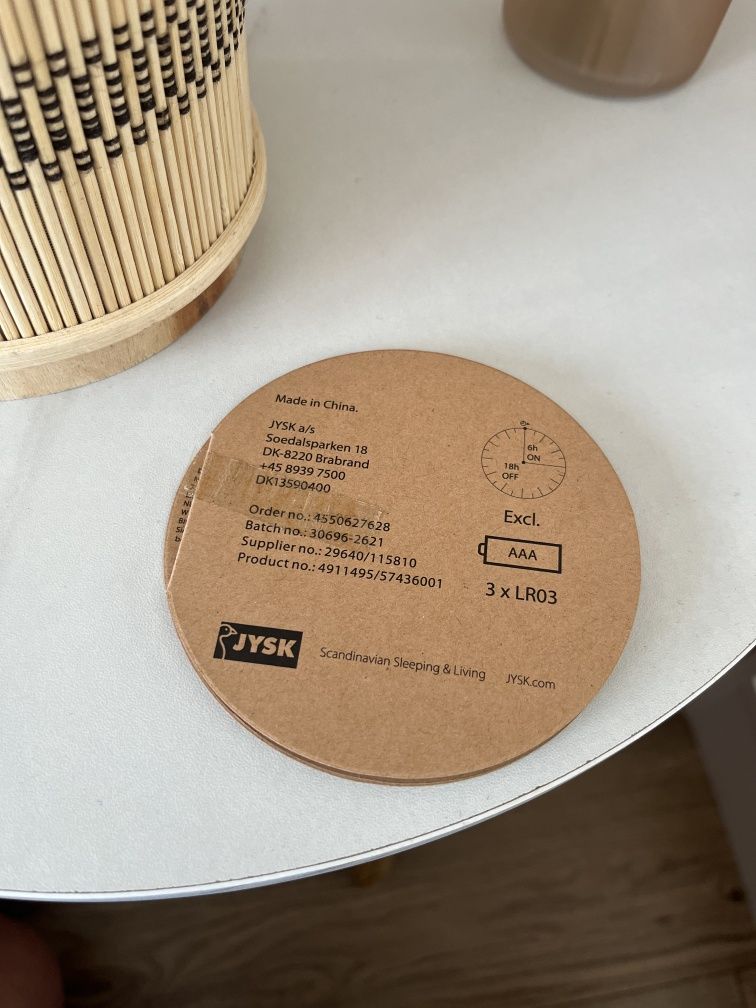 Made in China.
JYSK a/s
Soedalsparken 18
DK-8220 Brabrand
+45 8939 7500
DK13590400
Order no.: 4550627628
Batch no.: 30696-2621
Supplier no.: 29640/115810
Product no.: 4911495/57436001
6h
ON
18h
OFF
Excl.
AAA
3 x LR03
JYSK
Scandinavian Sleeping & Living
JYSK.com